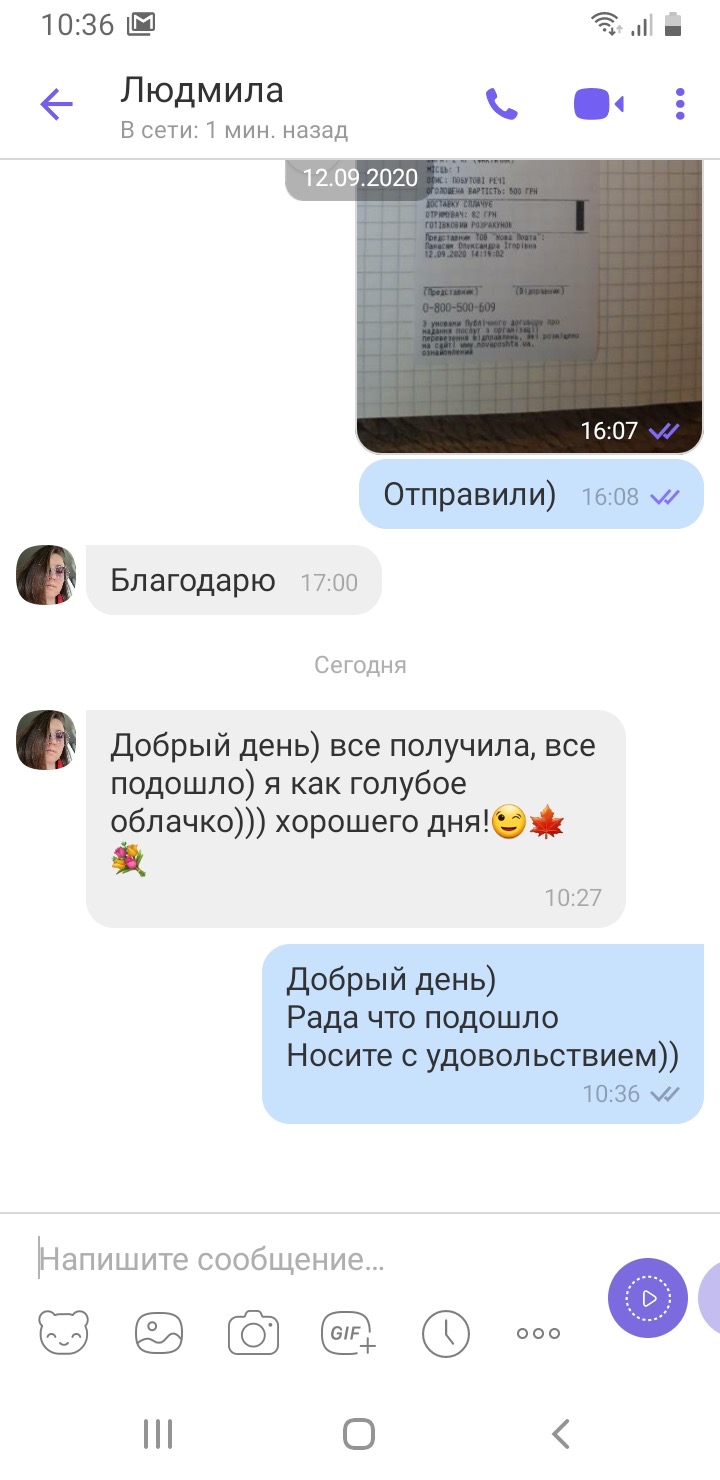 10:36
Людмила
В сети: 1 мин. назад
12.09.2020
МІСЦЬ: 1
ОПИС: ПОБУТОВІ РЕЧІ
ОГОЛОШЕНА ВАРТІСТЬ: 500 ГРН
ДОСТАВКУ СПЛАЧУЄ
ОТРИМУВАЧ: 82 ГРН
ГОТІВКОВИЙ РОЗРАХУНОК
Представник ТОВ "Нова Пошта":
Олександра Ігорівна
12.09.2020 14:19:02
(Представник) (Відправник)
0-800-500-609
З умовами Публічного договору про
надання послуг з організації
перевезення відправлень, які розміщені
на сайті www.novaposhta.ua,
ознайомлений
16:07
Отправили) 16:08
Благодарю 17:00
Сегодня
Добрый день) все получила, все
подошло) я как голубое
облачко))) хорошего дня!😉🍁
💐
10:27
Добрый день)
Рада что подошло
Носите с удовольствием))
10:36
Напишите сообщение...
GIF